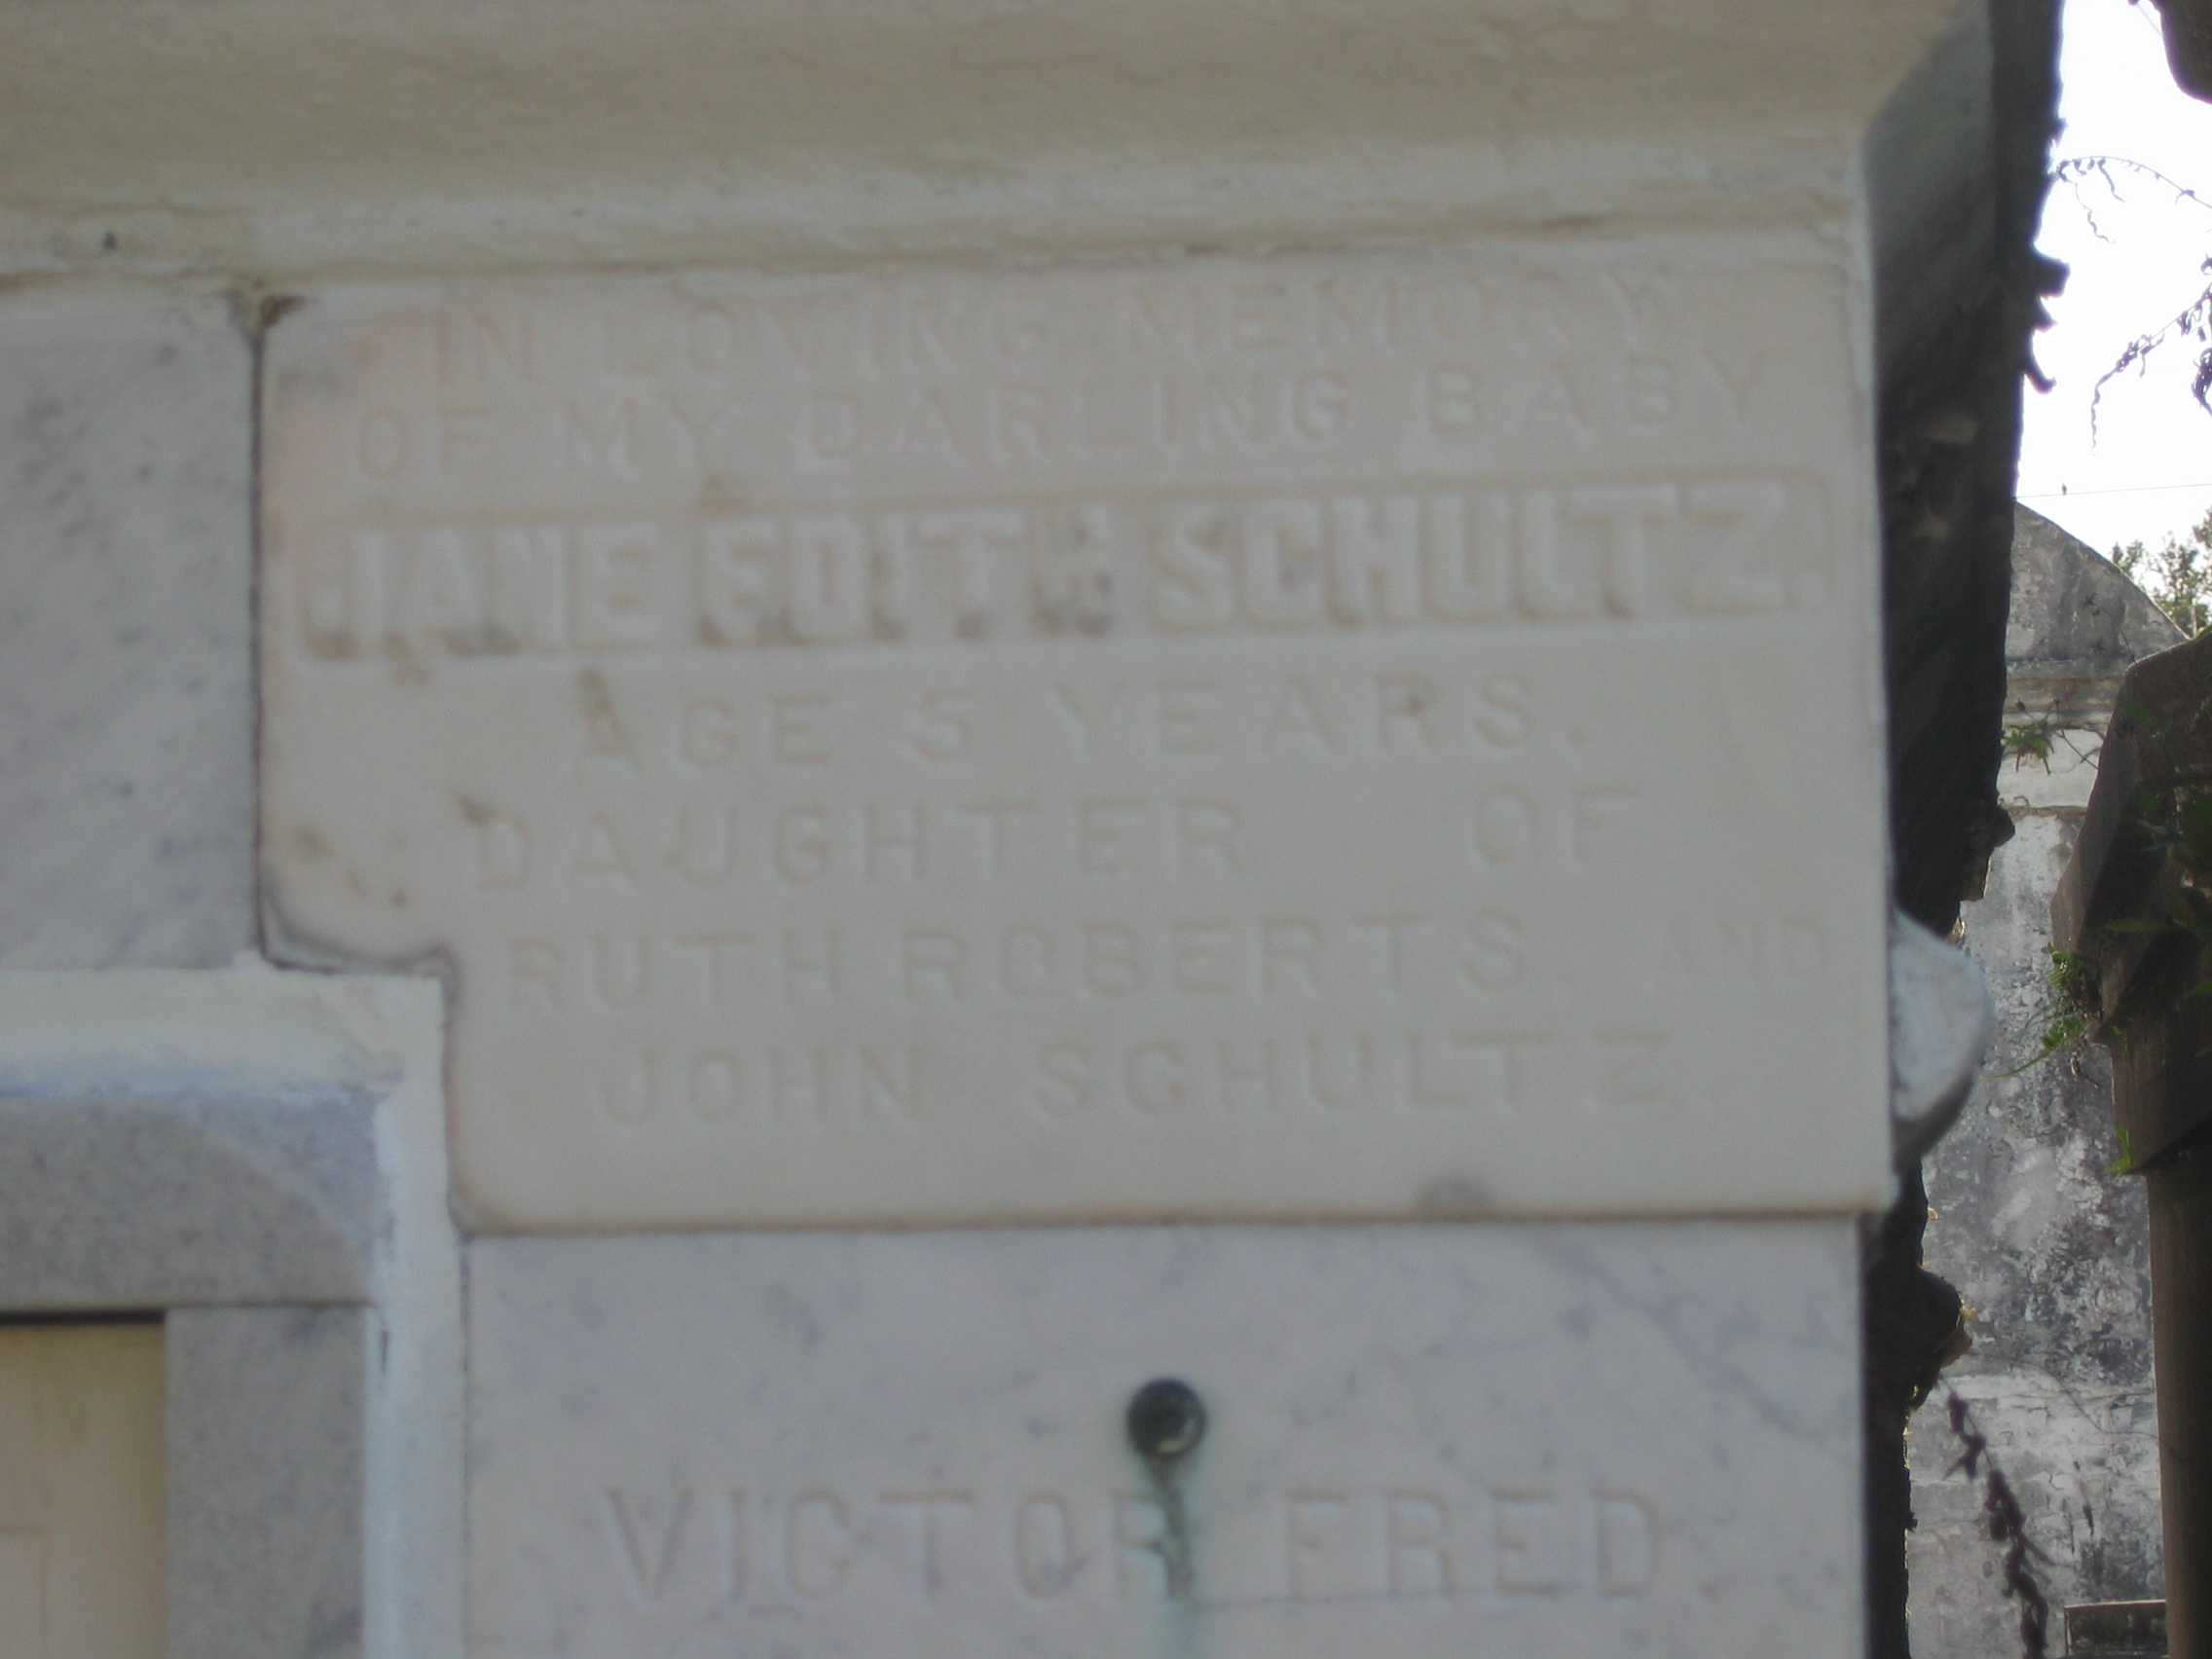 IN LOVING MEMORY
OF MY DARLING BABY
JANE EDITH SCHULTZ.
AGE 5 YEARS.
DAUGHTER OF
RUTH ROBERTS AND
JOHN SCHULTZ.
VICTOR FRED.